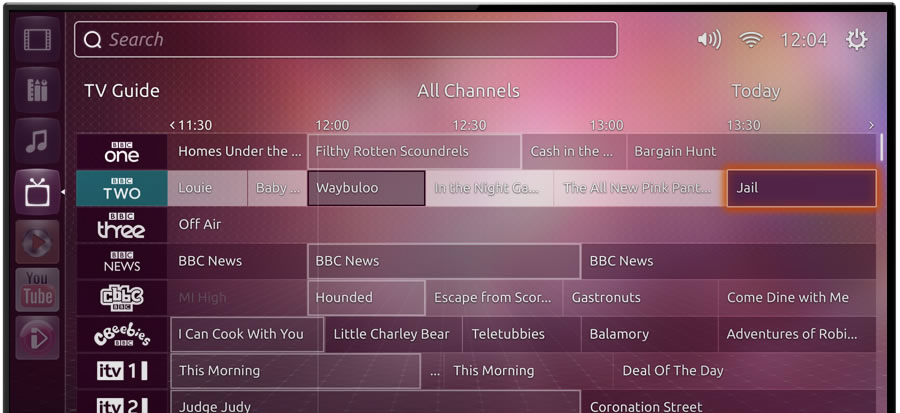 Search
12:04
TV Guide
All Channels
Today
11:30 12:00 12:30 13:00 13:30
BBC one Homes Under the ... Filthy Rotten Scoundrels Cash in the ... Bargain Hunt
BBC TWO Louie Baby ... Waybuloo In the Night Ga... The All New Pink Pant... Jail
BBC three Off Air
BBC NEWS BBC News BBC News BBC News
cbbc BBC MI High Hounded Escape from Scor... Gastronuts Come Dine with Me
CBeebies BBC I Can Cook With You Little Charley Bear Teletubbies Balamory Adventures of Robi...
You Tube
itv 1 This Morning ... This Morning Deal Of The Day
itv 2 Judge Judy Coronation Street